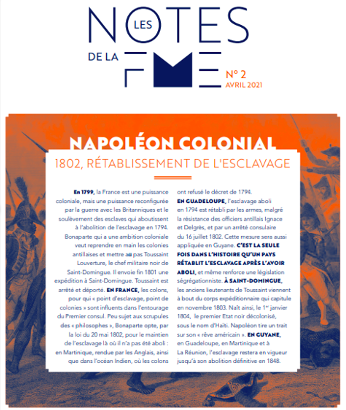 LES
NOTES
DE LA
FME
N° 2
AVRIL 2021
NAPOLÉON COLONIAL
1802, RÉTABLISSEMENT DE L'ESCLAVAGE
En 1799, la France est une puissance
coloniale, mais une puissance reconfigurée
par la guerre avec les Britanniques et le
soulèvement des esclaves qui aboutissent
à l'abolition de l'esclavage en 1794.
Bonaparte qui a une ambition coloniale
veut reprendre en main les colonies
antillaises et mettre au pas Toussaint
Louverture, le chef militaire noir de
Saint-Domingue. Il envoie fin 1801 une
expédition à Saint-Domingue. Toussaint est
arrêté et déporté. EN FRANCE, les colons,
pour qui « point d'esclavage, point de
colonies » sont influents dans l'entourage
du Premier consul. Peu sujet aux scrupules
des « philosophes », Bonaparte opte, par
la loi du 20 mai 1802, pour le maintien
de l'esclavage là où il n'a pas été aboli :
en Martinique, rendue par les Anglais, ainsi
que dans l'océan Indien, où les colons
ont refusé le décret de 1794.
EN GUADELOUPE, l'esclavage aboli
en 1794 est rétabli par les armes, malgré
la résistance des officiers antillais Ignace
et Delgrès, et par un arrêté consulaire
du 16 juillet 1802. Cette mesure sera aussi
appliquée en Guyane. C'EST LA SEULE
FOIS DANS L'HISTOIRE QU'UN PAYS
RÉTABLIT L'ESCLAVAGE APRÈS L'AVOIR
ABOLI, et même renforce une législation
ségrégationniste. À SAINT-DOMINGUE,
les anciens lieutenants de Toussaint viennent
à bout du corps expéditionnaire qui capitule
en novembre 1803. Naît ainsi, le 1er janvier
1804, le premier Etat noir décolonisé,
sous le nom d'Haïti. Napoléon tire un trait
sur son « rêve américain ». EN GUYANE,
en Guadeloupe, en Martinique et à
La Réunion, l'esclavage restera en vigueur
jusqu'à son abolition définitive en 1848.